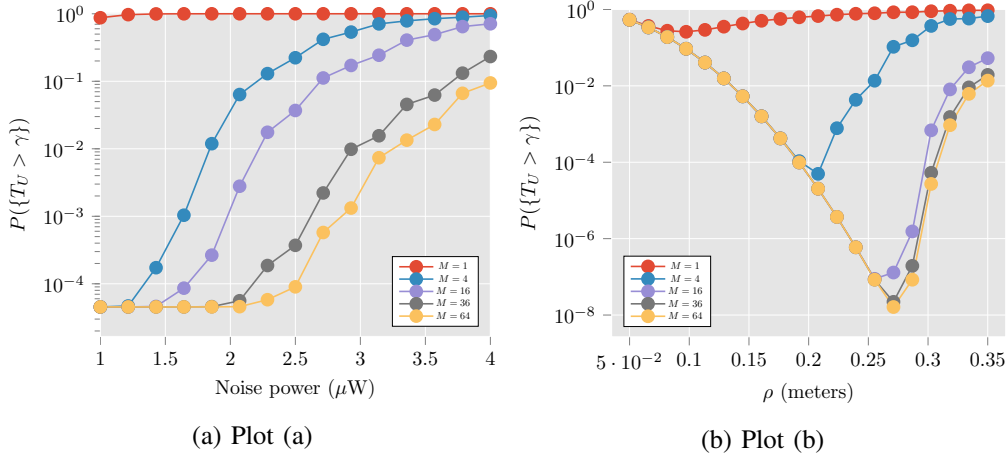 10^0
10^{-1}
10^{-2}
10^{-3}
10^{-4}
P({T_U > γ})
M = 1
M = 4
M = 16
M = 36
M = 64
1 1.5 2 2.5 3 3.5 4
Noise power (μW)
(a) Plot (a)
10^0
10^{-2}
10^{-4}
10^{-6}
10^{-8}
P({T_U > γ})
M = 1
M = 4
M = 16
M = 36
M = 64
5 · 10^{-2} 0.1 0.15 0.2 0.25 0.3 0.35
ρ (meters)
(b) Plot (b)